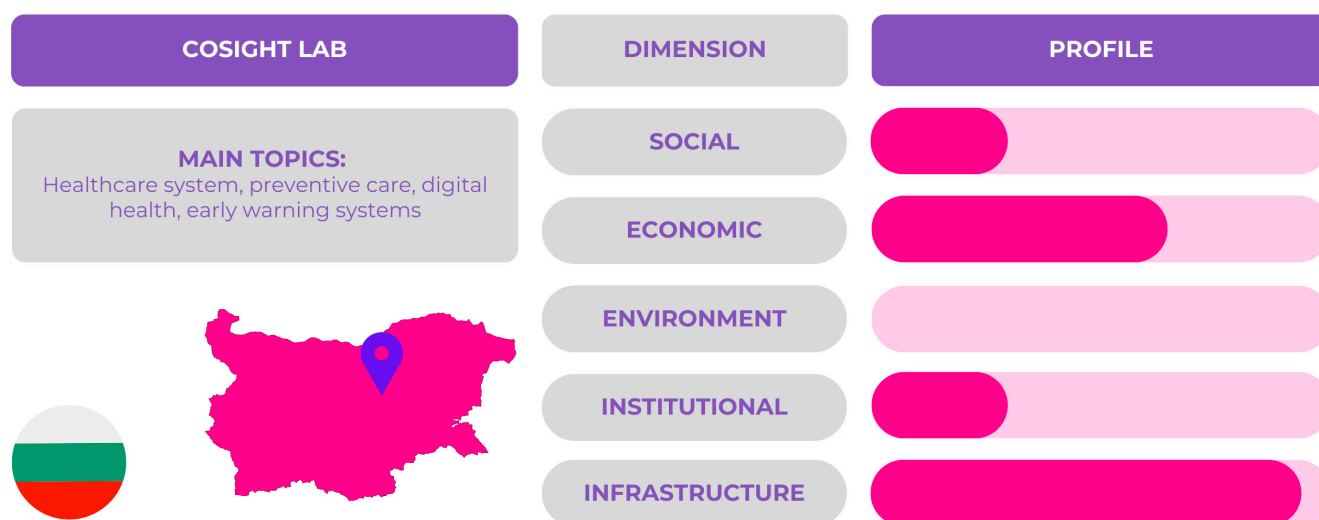 COSIGHT LAB
DIMENSION
PROFILE
MAIN TOPICS:
Healthcare system, preventive care, digital
health, early warning systems
SOCIAL
ECONOMIC
ENVIRONMENT
INSTITUTIONAL
INFRASTRUCTURE